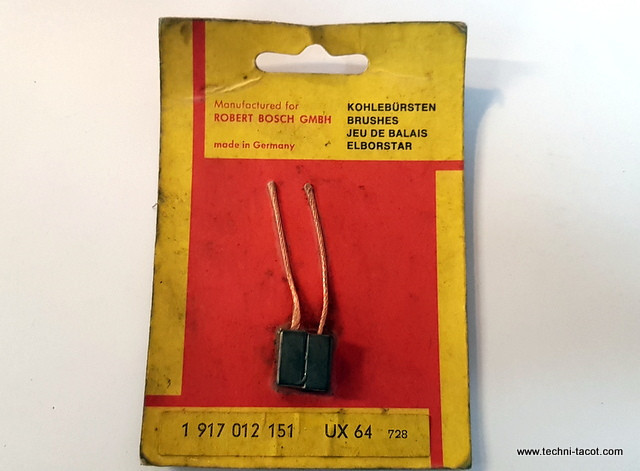 Manufactured for
ROBERT BOSCH GMBH
made in Germany
KOHLEBÜRSTEN
BRUSHES
JEU DE BALAIS
ELBORSTAR
1 917 012 151 UX 64 728
www.techni-tacot.com